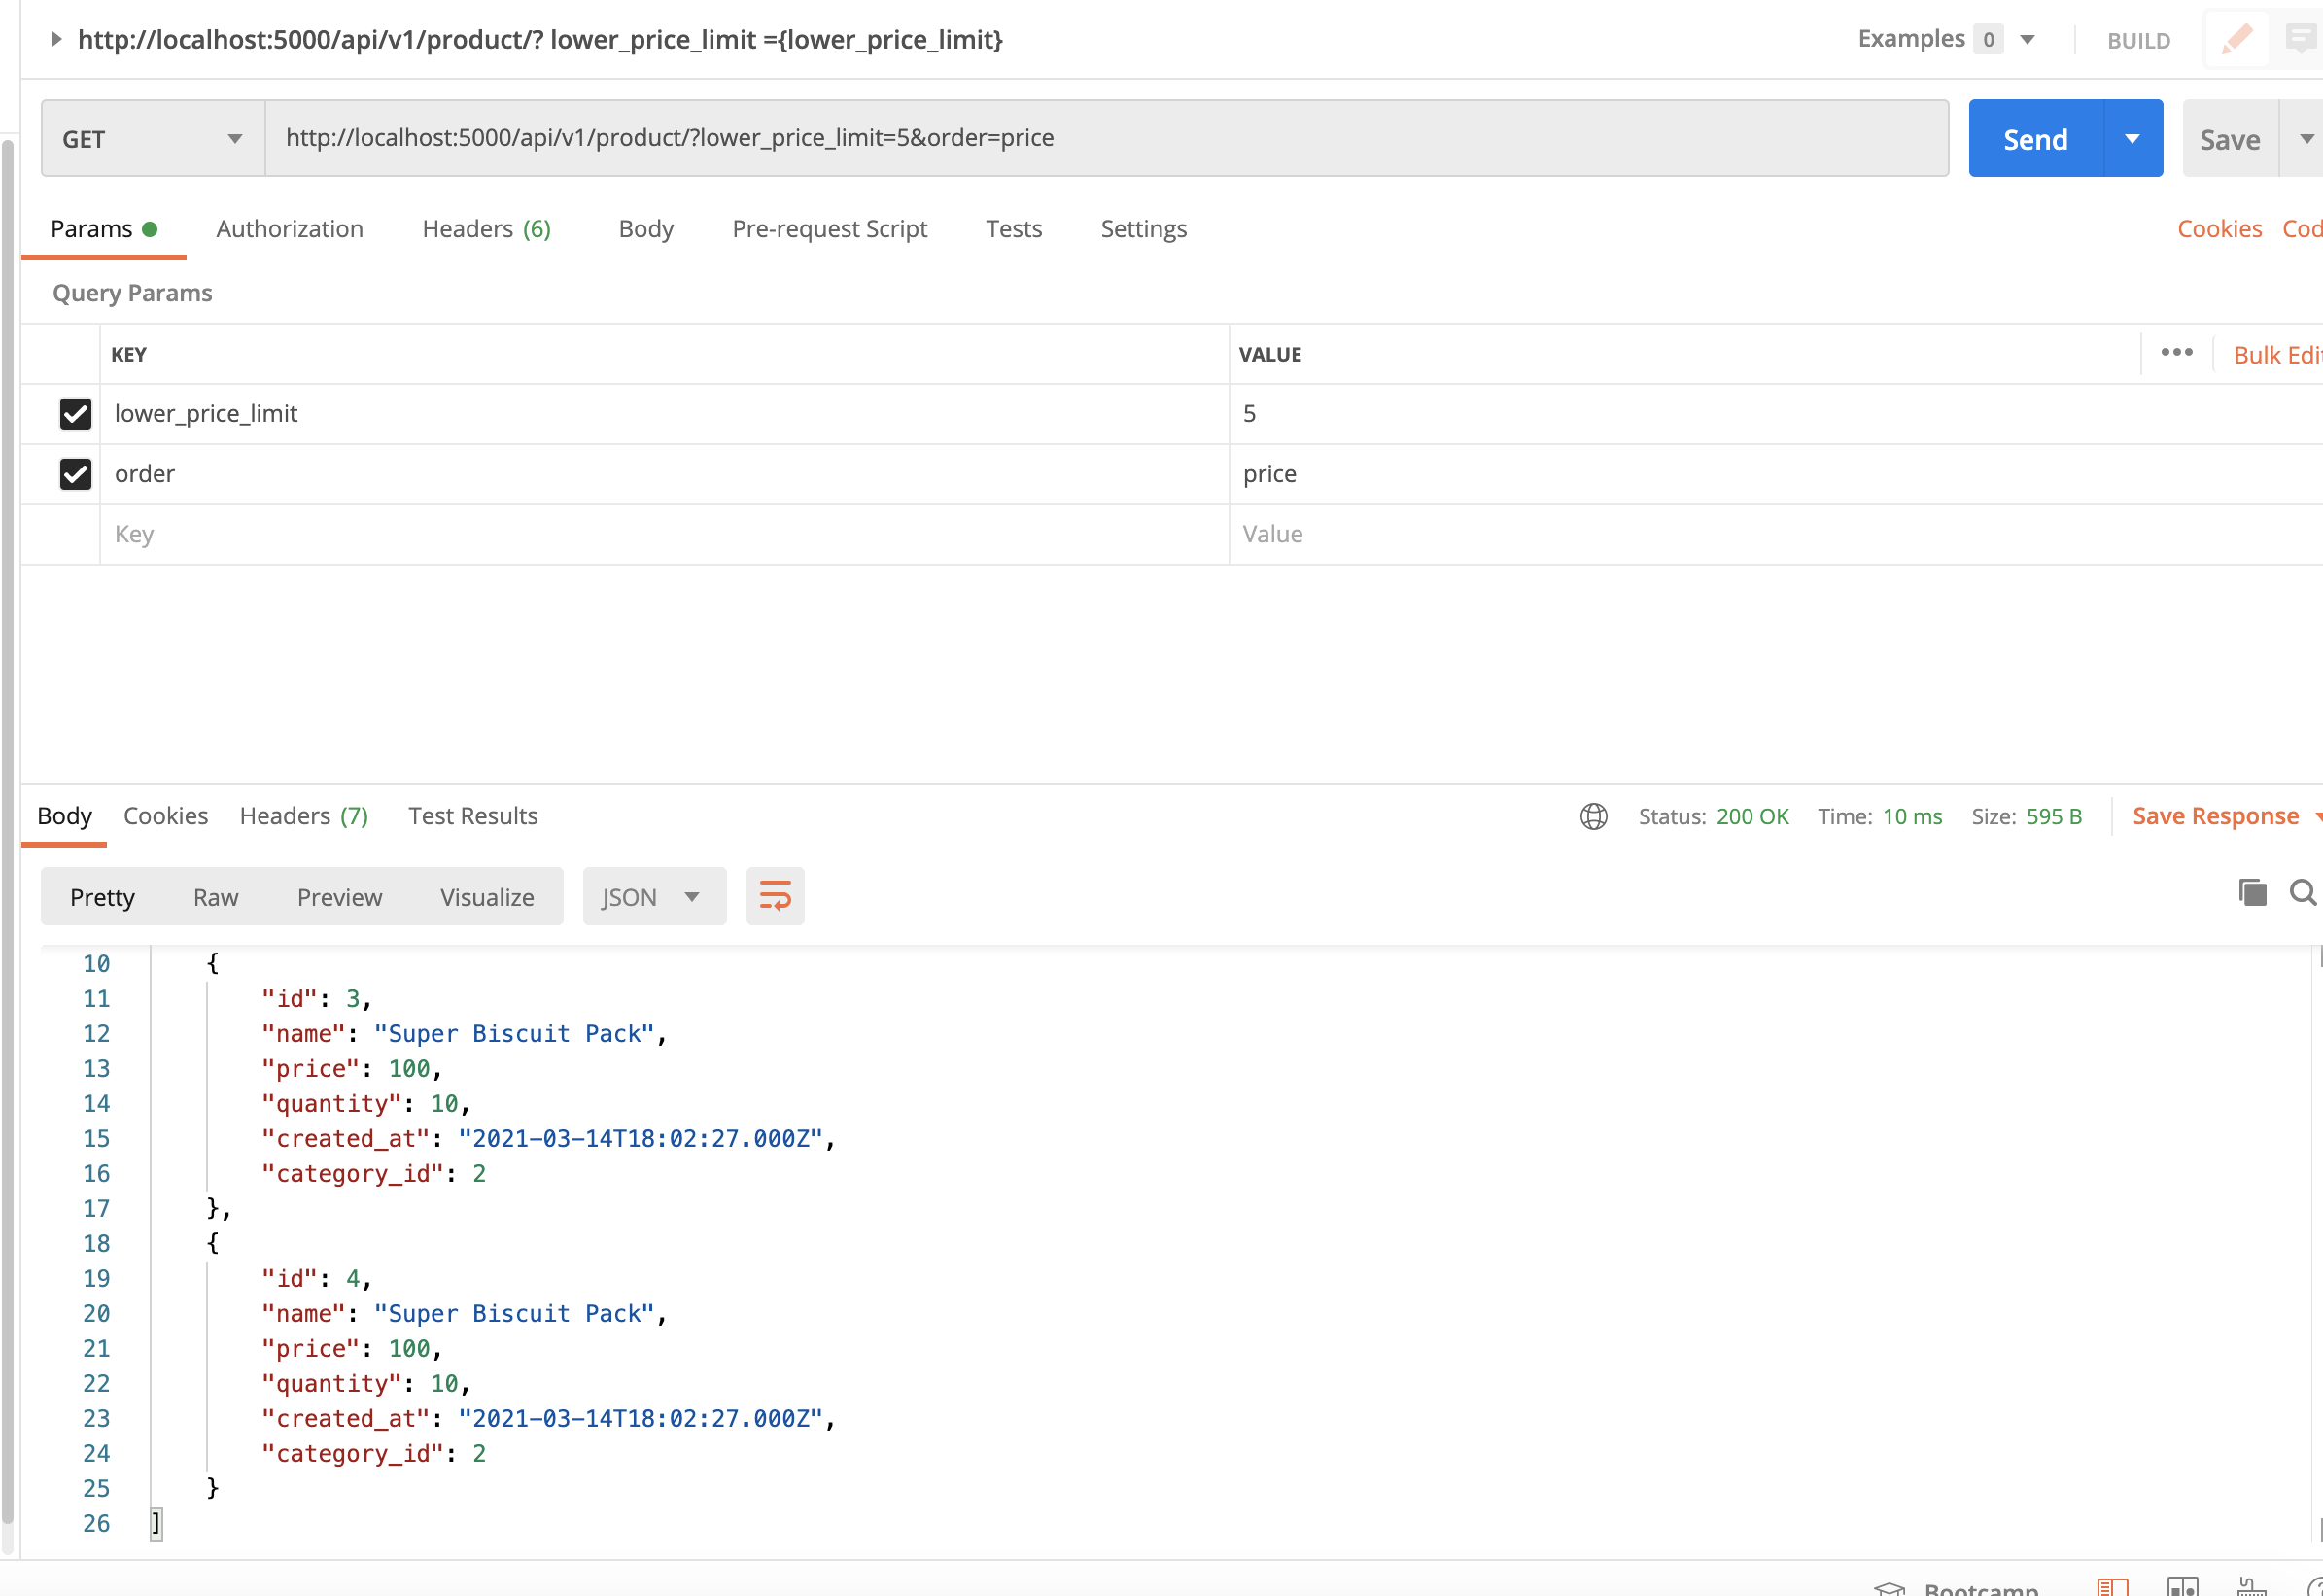 http://localhost:5000/api/v1/product/? lower_price_limit ={lower_price_limit}
Examples 0 BUILD
GET http://localhost:5000/api/v1/product/?lower_price_limit=5&order=price Send Save
Params Authorization Headers (6) Body Pre-request Script Tests Settings Cookies Cod
Query Params
KEY VALUE ••• Bulk Edi
lower_price_limit 5
order price
Key Value
Body Cookies Headers (7) Test Results Status: 200 OK Time: 10 ms Size: 595 B Save Response
Pretty Raw Preview Visualize JSON
10 {
11 "id": 3,
12 "name": "Super Biscuit Pack",
13 "price": 100,
14 "quantity": 10,
15 "created_at": "2021-03-14T18:02:27.000Z",
16 "category_id": 2
17 },
18 {
19 "id": 4,
20 "name": "Super Biscuit Pack",
21 "price": 100,
22 "quantity": 10,
23 "created_at": "2021-03-14T18:02:27.000Z",
24 "category_id": 2
25 }
26 ]
Bootcamp